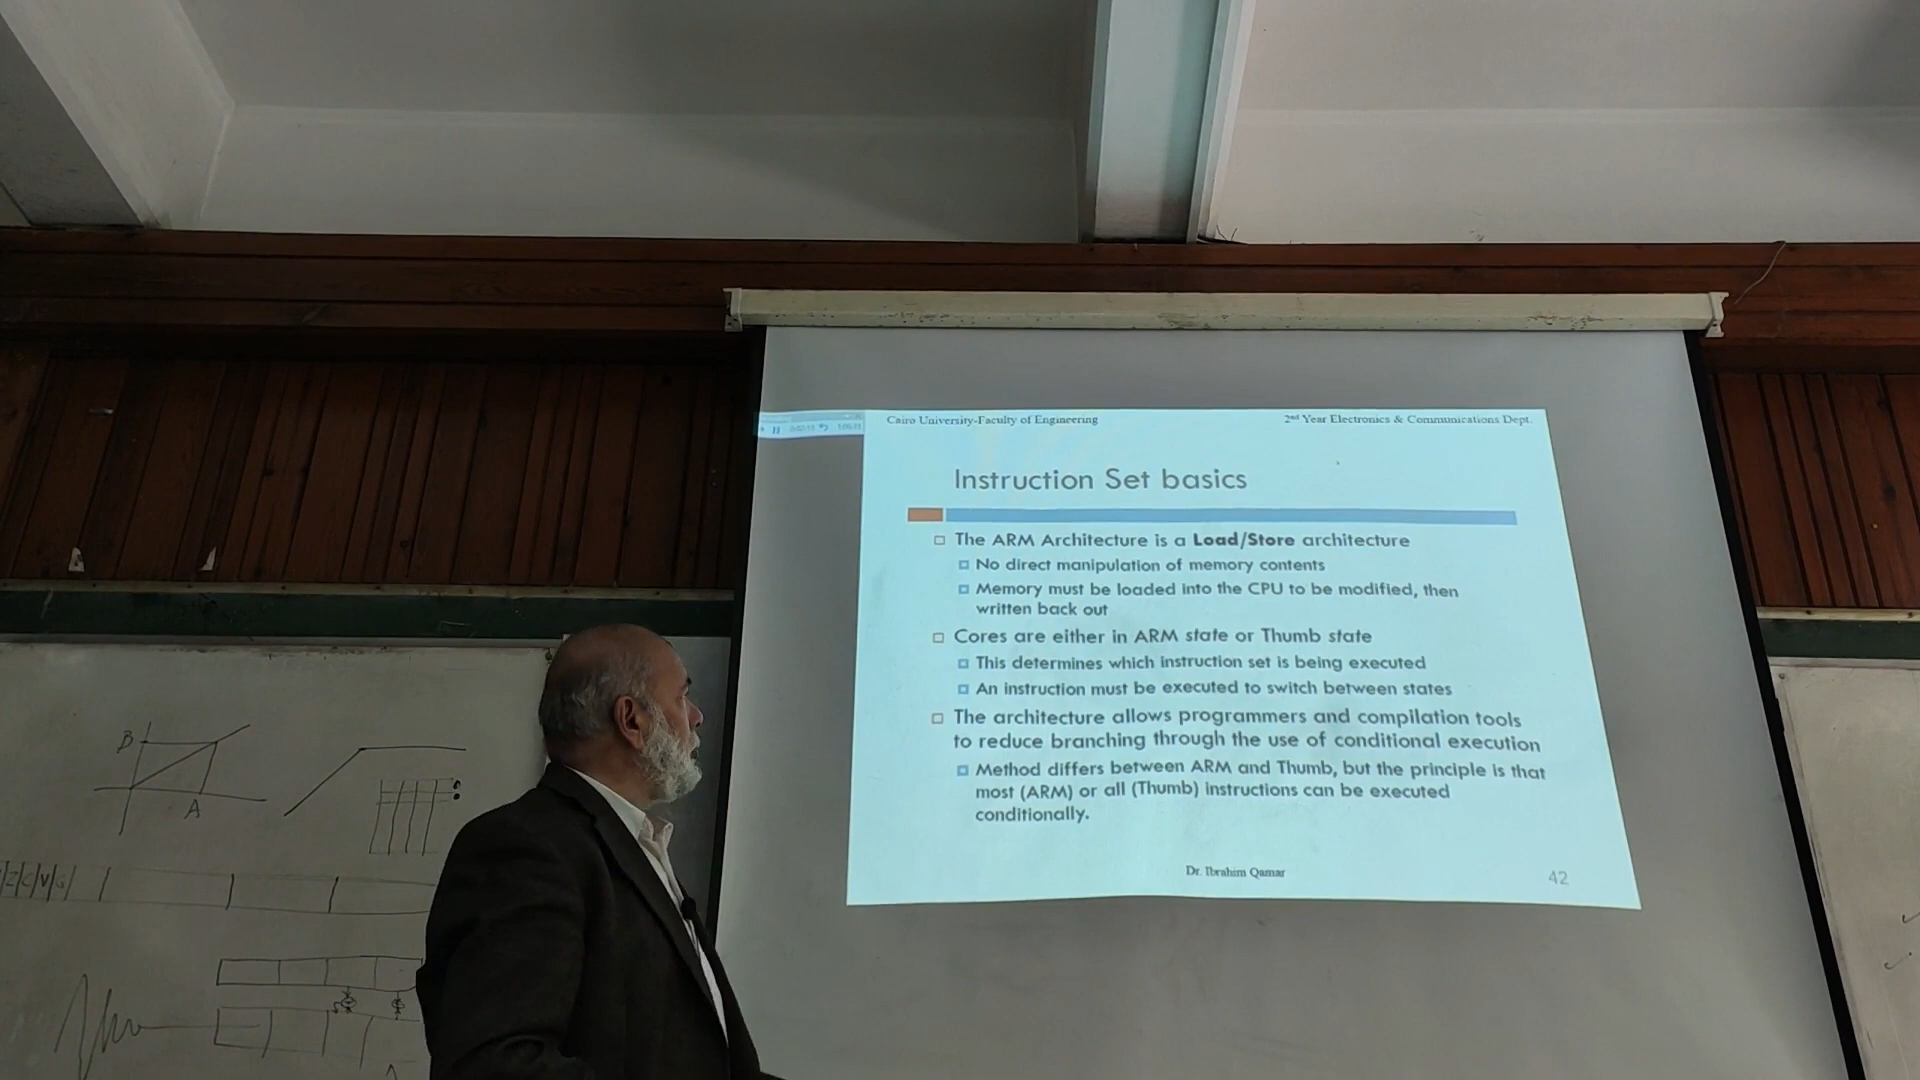 Cairo University-Faculty of Engineering
2nd Year Electronics & Communications Dept.
Instruction Set basics
The ARM Architecture is a Load/Store architecture
No direct manipulation of memory contents
Memory must be loaded into the CPU to be modified, then
written back out
Cores are either in ARM state or Thumb state
This determines which instruction set is being executed
An instruction must be executed to switch between states
The architecture allows programmers and compilation tools
to reduce branching through the use of conditional execution
Method differs between ARM and Thumb, but the principle is that
most (ARM) or all (Thumb) instructions can be executed
conditionally.
Dr. Ibrahim Qamar
42
B
A
Z C V